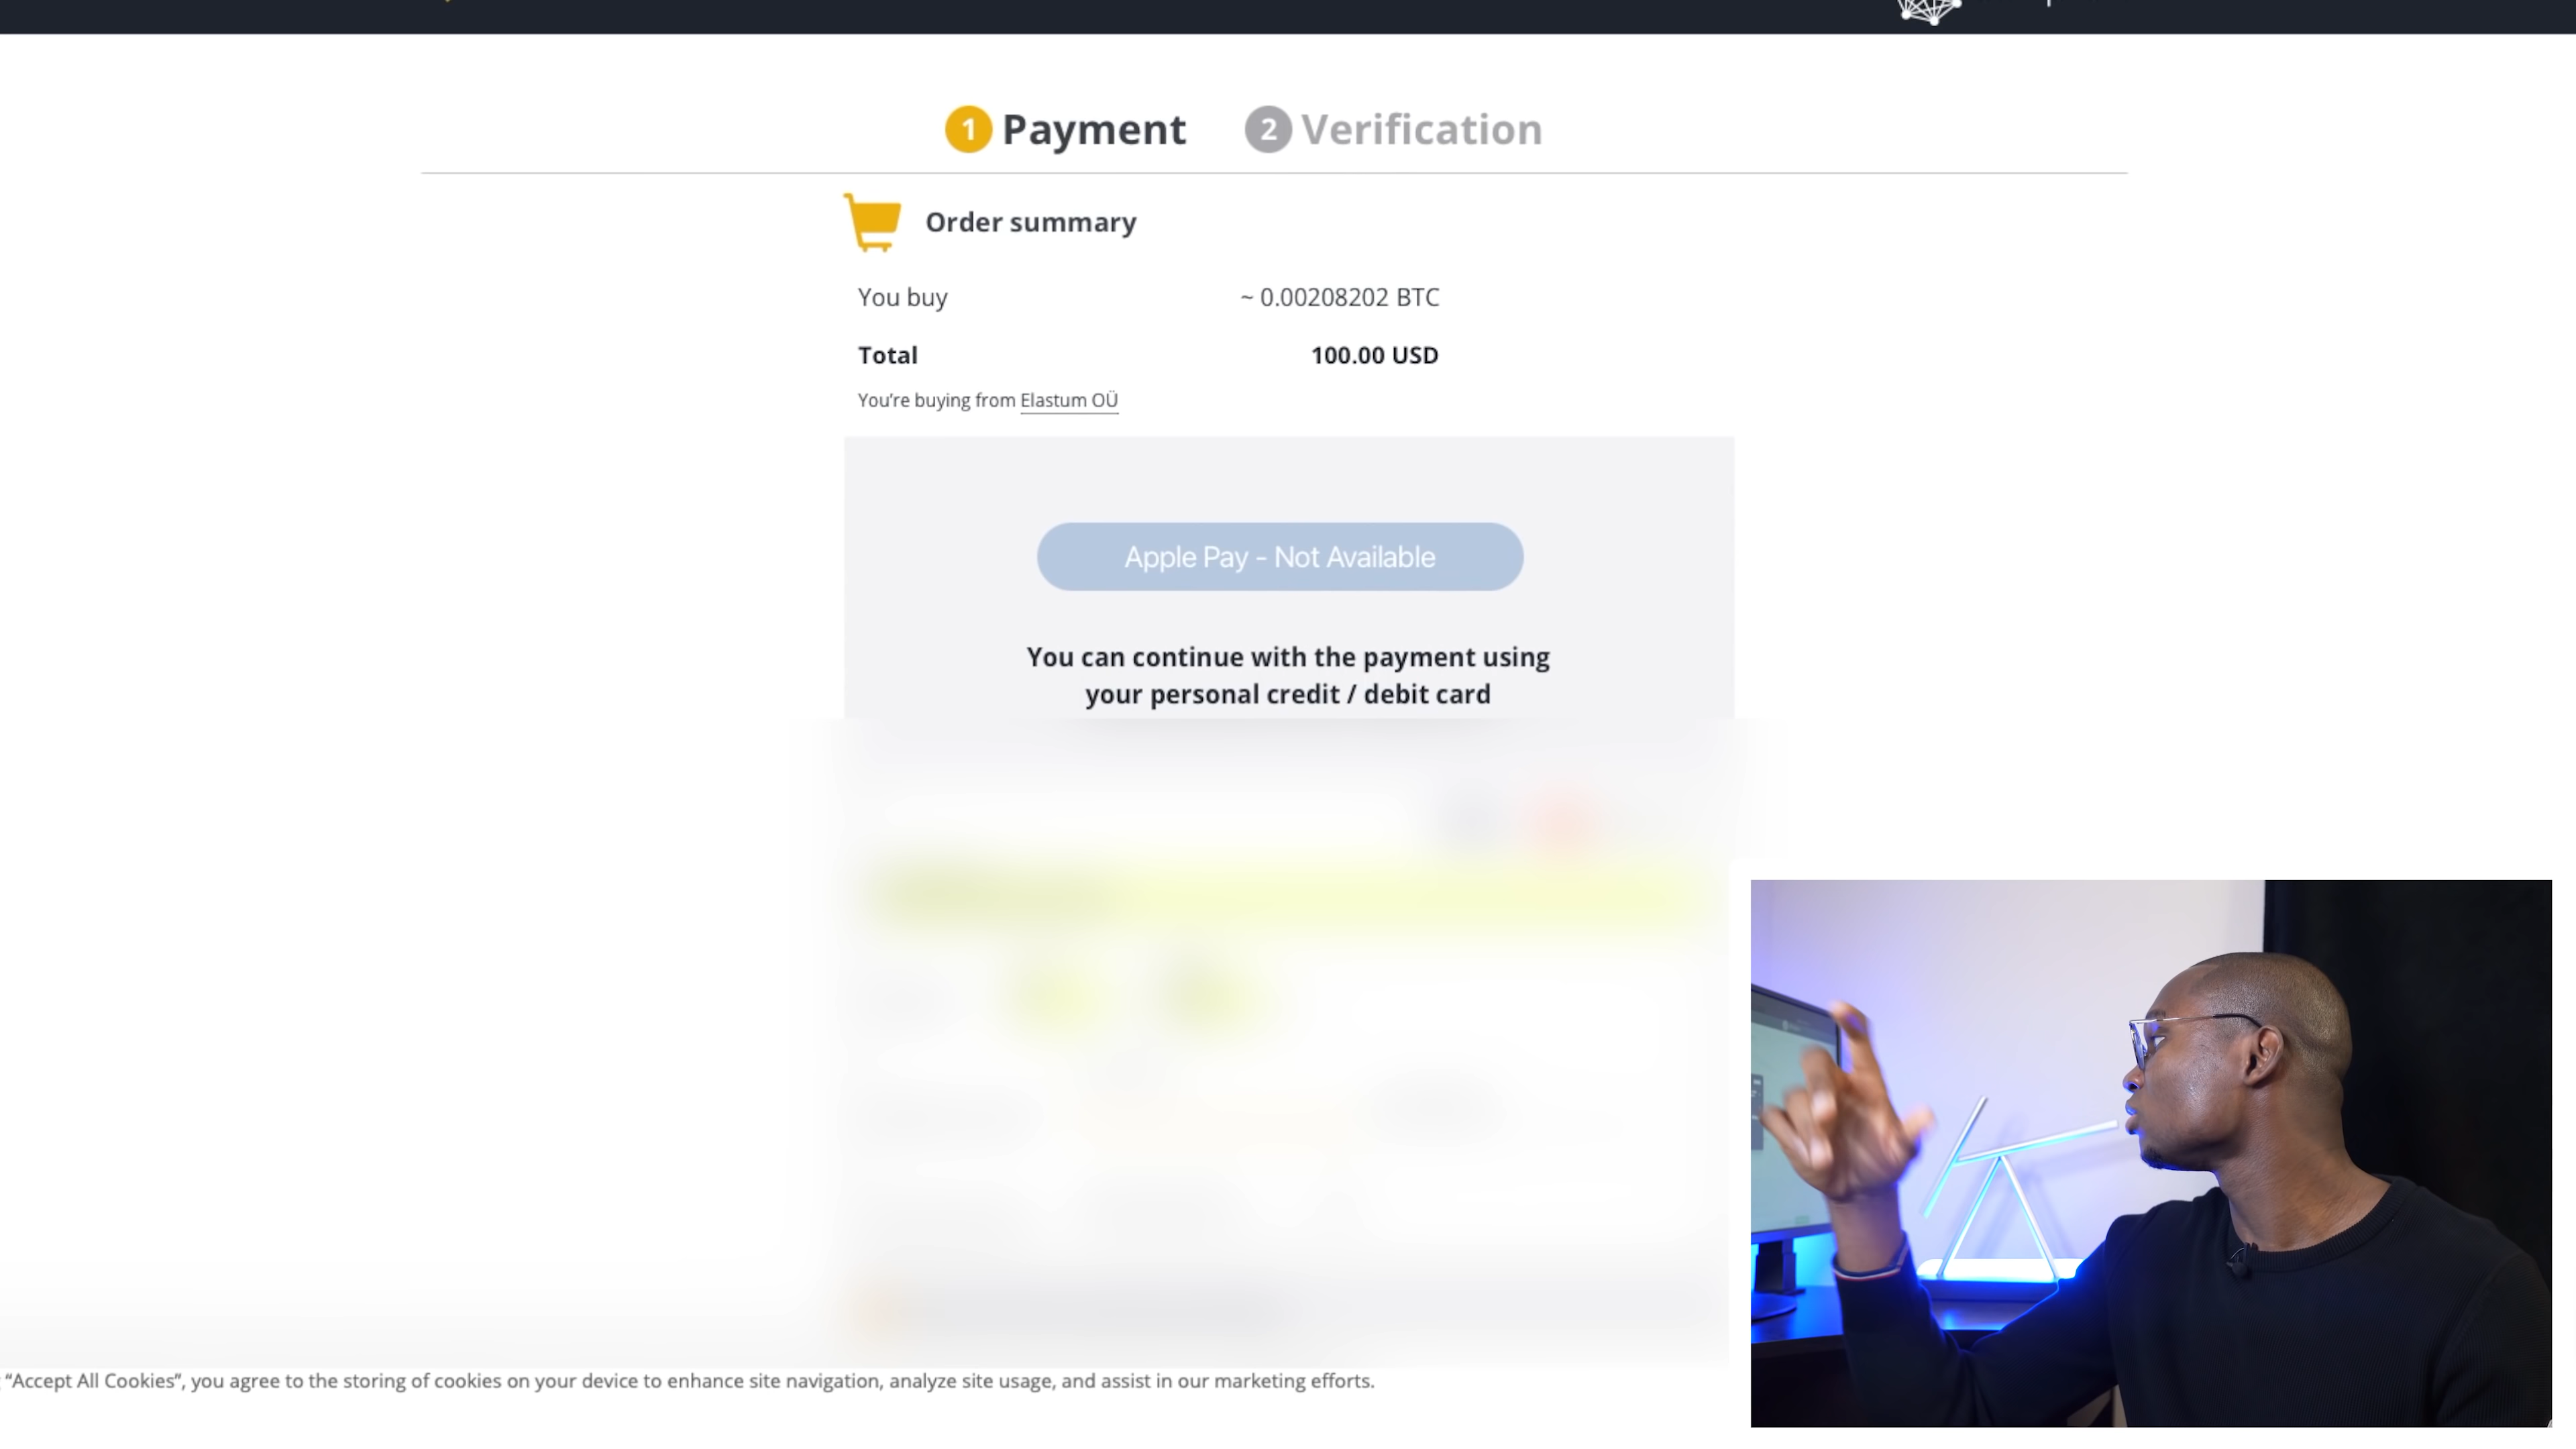 1 Payment 2 Verification
Order summary
You buy ~ 0.00208202 BTC
Total 100.00 USD
You're buying from Elastum OÜ
Apple Pay - Not Available
You can continue with the payment using
your personal credit / debit card
“Accept All Cookies”, you agree to the storing of cookies on your device to enhance site navigation, analyze site usage, and assist in our marketing efforts.